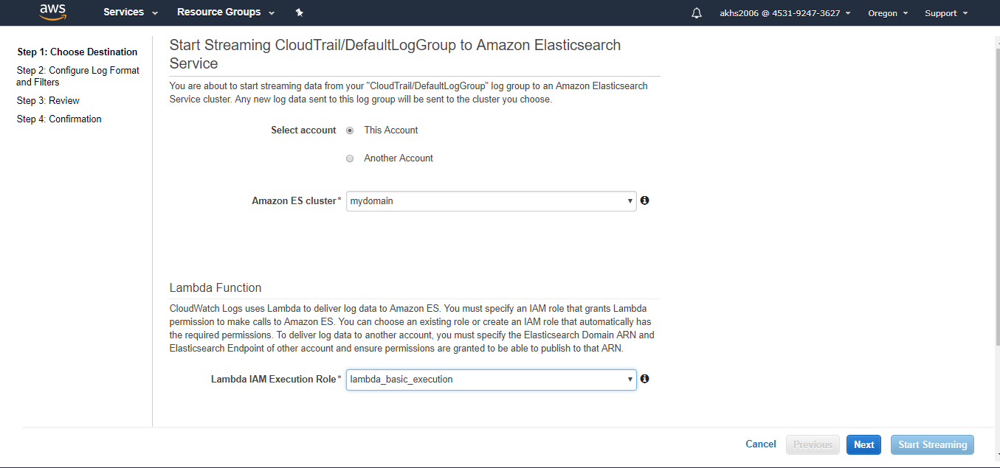 aws
Services
Resource Groups
akhs2006 @ 4531-9247-3627
Oregon
Support
Step 1: Choose Destination
Step 2: Configure Log Format
and Filters
Step 3: Review
Step 4: Confirmation
Start Streaming CloudTrail/DefaultLogGroup to Amazon Elasticsearch
Service
You are about to start streaming data from your "CloudTrail/DefaultLogGroup" log group to an Amazon Elasticsearch
Service cluster. Any new log data sent to this log group will be sent to the cluster you choose.
Select account
This Account
Another Account
Amazon ES cluster*
mydomain
Lambda Function
CloudWatch Logs uses Lambda to deliver log data to Amazon ES. You must specify an IAM role that grants Lambda
permission to make calls to Amazon ES. You can choose an existing role or create an IAM role that automatically has
the required permissions. To deliver log data to another account, you must specify the Elasticsearch Domain ARN and
Elasticsearch Endpoint of other account and ensure permissions are granted to be able to publish to that ARN.
Lambda IAM Execution Role*
lambda_basic_execution
Cancel
Previous
Next
Start Streaming